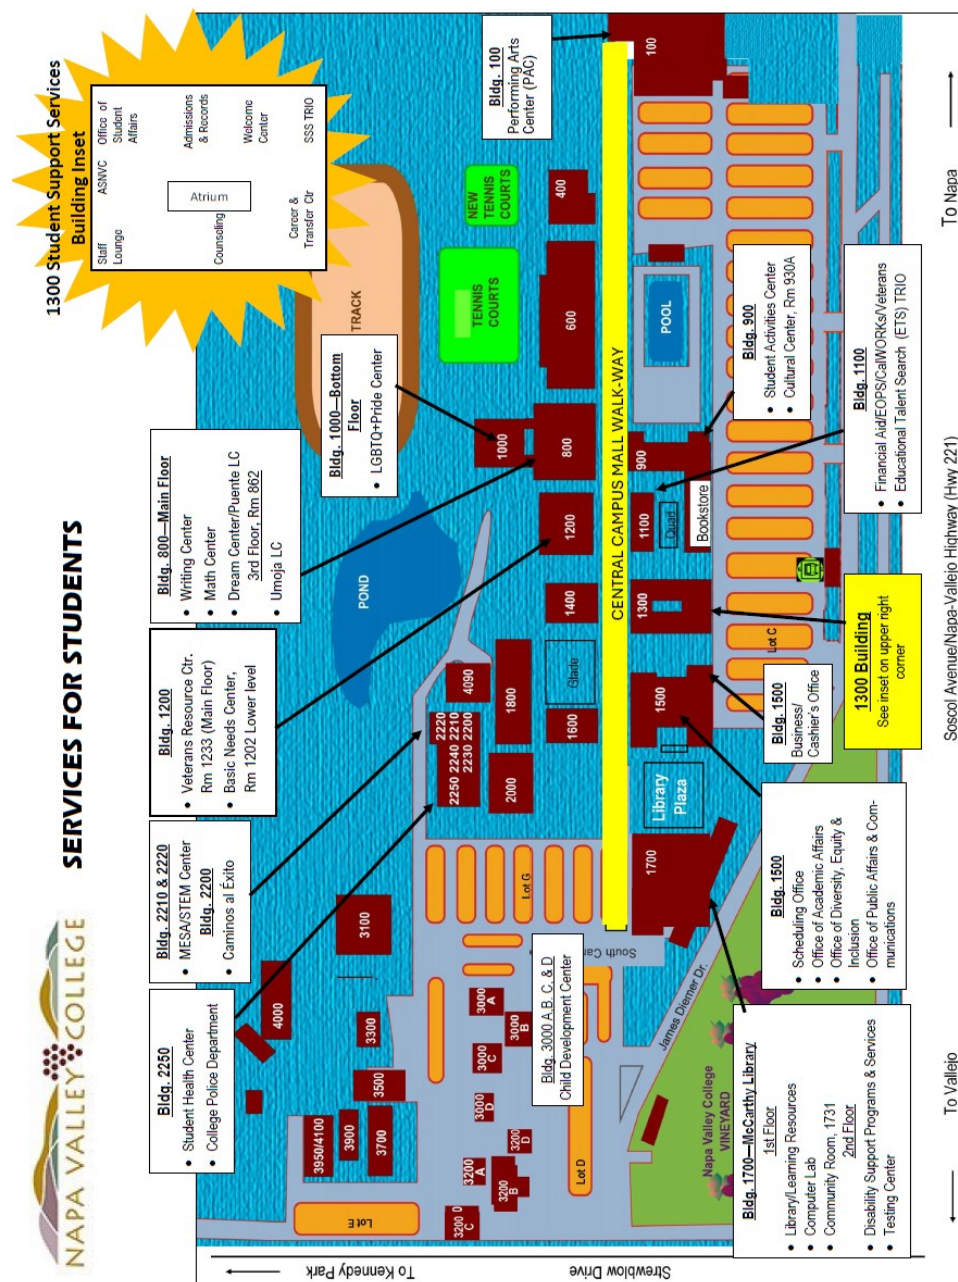 NAPA VALLEY COLLEGE
SERVICES FOR STUDENTS
1300 Student Support Services
Building Inset
Staff
Lounge
ASNVC
Office of
Student
Affairs
Atrium
Admissions
& Records
Counseling
Welcome
Center
Career &
Transfer Ctr
SSS TRIO
Bldg. 2250
• Student Health Center
• College Police Department
Bldg. 2210 & 2220
• MESA/STEM Center
Bldg. 2200
• Caminos al Éxito
Bldg. 1200
• Veterans Resource Ctr.
Rm 1233 (Main Floor)
• Basic Needs Center,
Rm 1202 Lower level
Bldg. 800—Main Floor
• Writing Center
• Math Center
• Dream Center/Puente LC
3rd Floor, Rm 862
• Umoja LC
Bldg. 1000—Bottom
Floor
• LGBTQ+Pride Center
Bldg. 100
Performing Arts
Center (PAC)
TRACK
POND
TENNIS
COURTS
NEW
TENNIS
COURTS
4000
3100
3300
3500
3950/4100
3900
3700
Lot E
3200
A
3200
B
3200 D
C
3200
D
3000
A
3000
B
3000
C
3000
D
Lot D
Lot G
2250 2240 2210
2220
2230 2200
4090
2000
1800
1600
Glade
1400
1200
1000
800
600
400
100
CENTRAL CAMPUS MALL WALK-WAY
South Cam
Bldg. 3000 A,B, C, & D
Child Development Center
1700
Library
Plaza
1500
1300
1100
Quad
Bookstore
900
POOL
Lot C
James Diemer Dr.
Napa Valley College
VINEYARD
Bldg. 1700—McCarthy Library
1st Floor
• Library/Learning Resources
• Computer Lab
• Community Room, 1731
2nd Floor
• Disability Support Programs & Services
• Testing Center
Bldg. 1500
• Scheduling Office
• Office of Academic Affairs
• Office of Diversity, Equity &
Inclusion
• Office of Public Affairs & Com-
munications
Bldg. 1500
Business/
Cashier's Office
1300 Building
See inset on upper right
corner
Bldg. 1100
• Financial Aid/EOPS/CalWORKs/Veterans
• Educational Talent Search (ETS) TRIO
Bldg. 900
• Student Activities Center
• Cultural Center, Rm 930A
To Kennedy Park
Streblow Drive
To Vallejo
Soscol Avenue/Napa-Vallejo Highway (Hwy 221)
To Napa